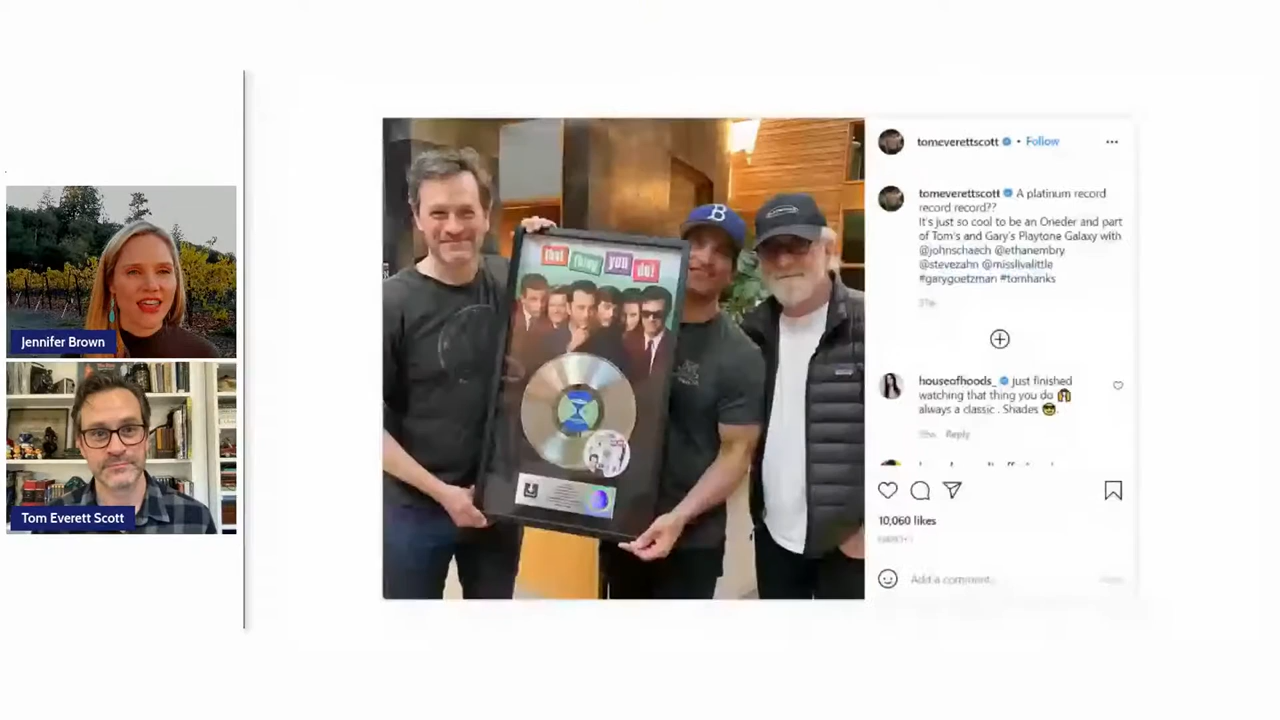 Jennifer Brown
Tom Everett Scott
that thing you do!
B
tomeverettscott • Follow
tomeverettscott A platinum record
record record??
It's just so cool to be an Oneder and part
of Tom's and Gary's Playtone Galaxy with
@johnschaech @ethanembry
@stevezahn @misslivalittle
#garygoetzman #tomhanks
houseofhoods_ just finished
watching that thing you do
always a classic . Shades
Reply
10,060 likes
Add a comment...